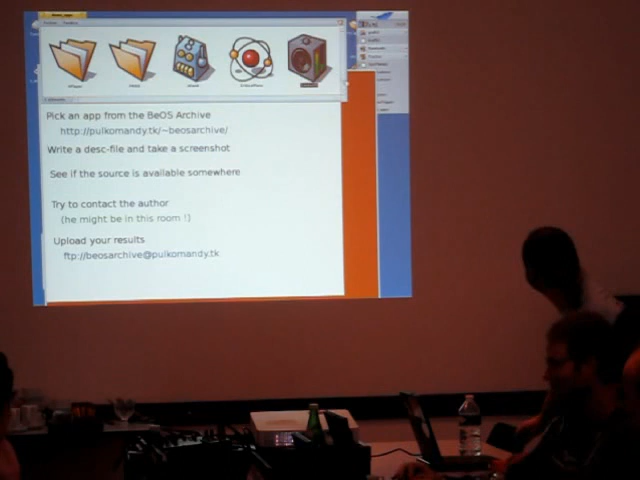 Pick an app from the BeOS Archive
http://pulkomandy.tk/~beosarchive/
Write a desc-file and take a screenshot
See if the source is available somewhere
Try to contact the author
(he might be in this room !)
Upload your results
ftp://beosarchive@pulkomandy.tk